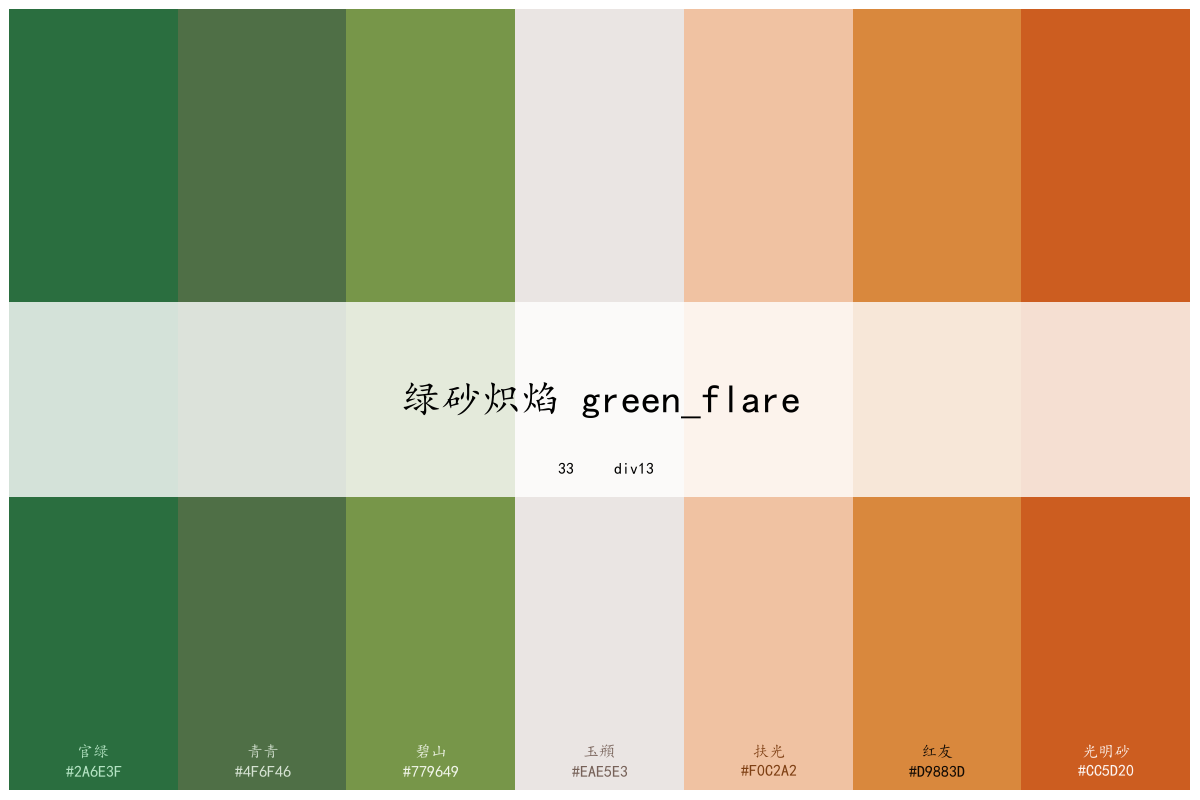 绿砂炽焰 green_flare
33 div13
官绿 青青 碧山 玉頩 扶光 红友 光明砂
#2A6E3F #4F6F46 #779649 #EAE5E3 #F0C2A2 #D9883D #CC5D20